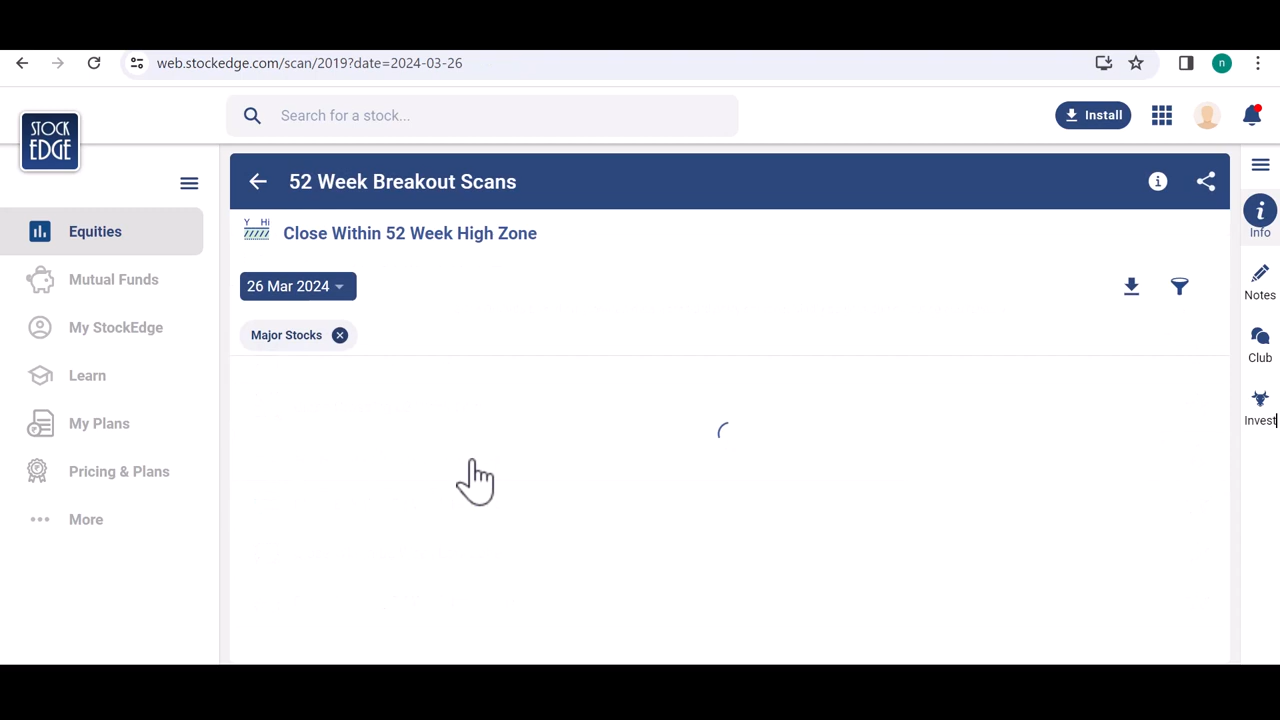 web.stockedge.com/scan/2019?date=2024-03-26
STOCK
EDGE
Search for a stock...
Install
52 Week Breakout Scans
Equities
Mutual Funds
My StockEdge
Learn
My Plans
Pricing & Plans
More
Y Hi
Close Within 52 Week High Zone
26 Mar 2024
Major Stocks
Info
Notes
Club
Invest
n